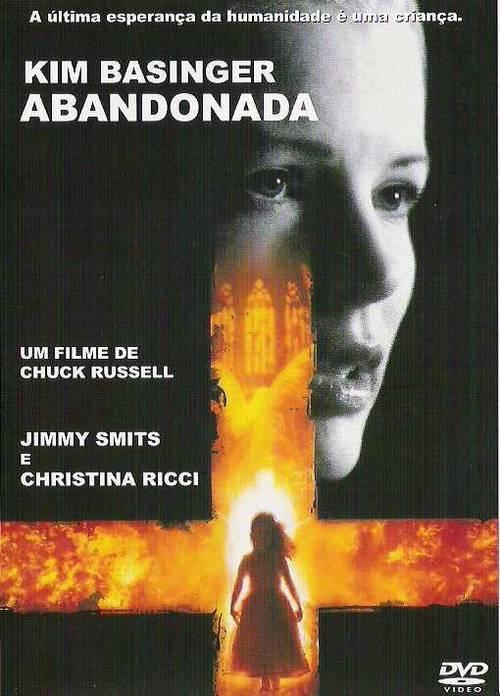 A última esperança da humanidade é uma criança.
KIM BASINGER
ABANDONADA
UM FILME DE
CHUCK RUSSELL
JIMMY SMITS
E
CHRISTINA RICCI
DVD
VIDEO